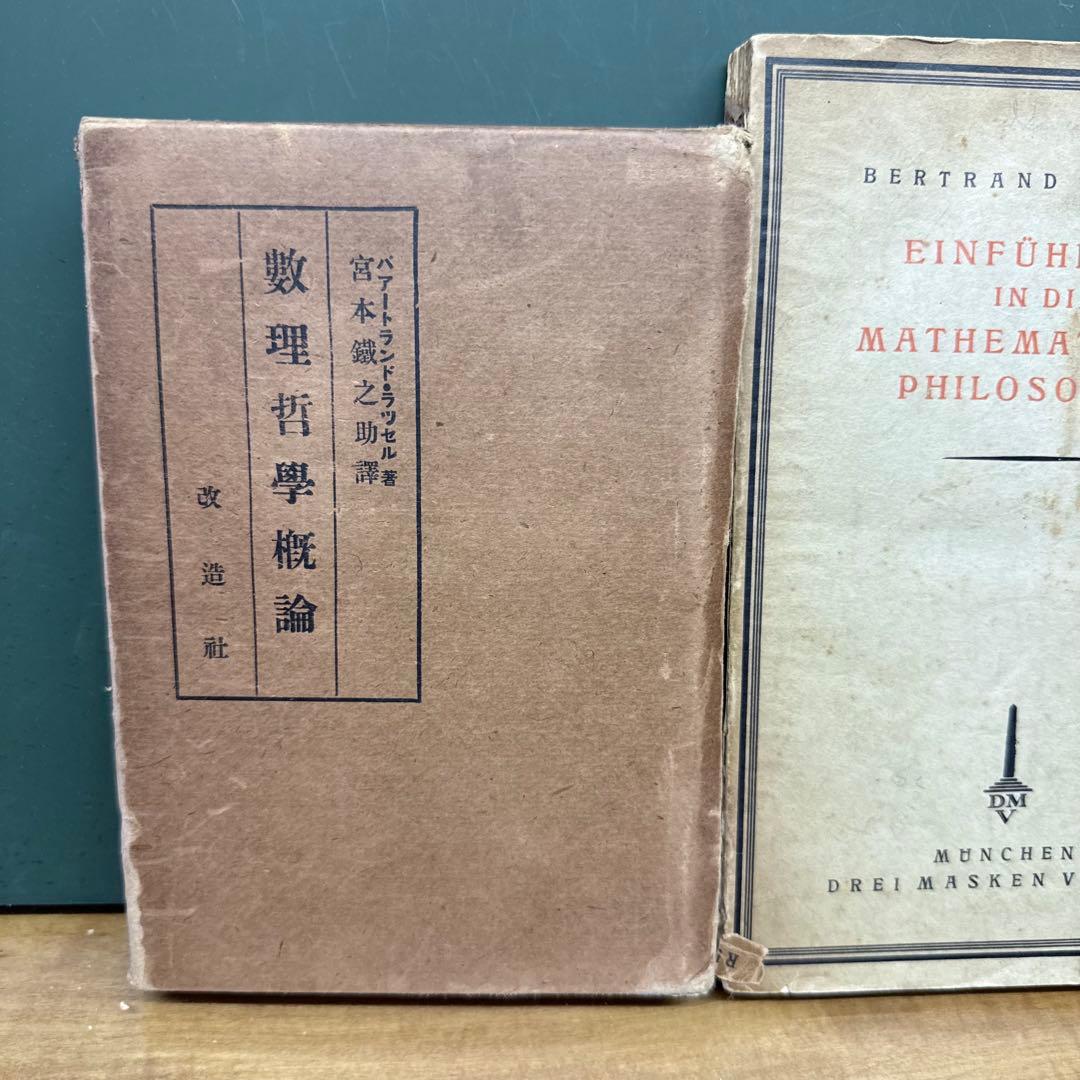 バアートランド・ラツセル著
宮本鐵之助譯
數理哲學概論
改造社
BERTRAND
EINFÜH
IN DI
MATHEMA
PHILOSO
DM
V
MÜNCHEN
DREI MASKEN V
R